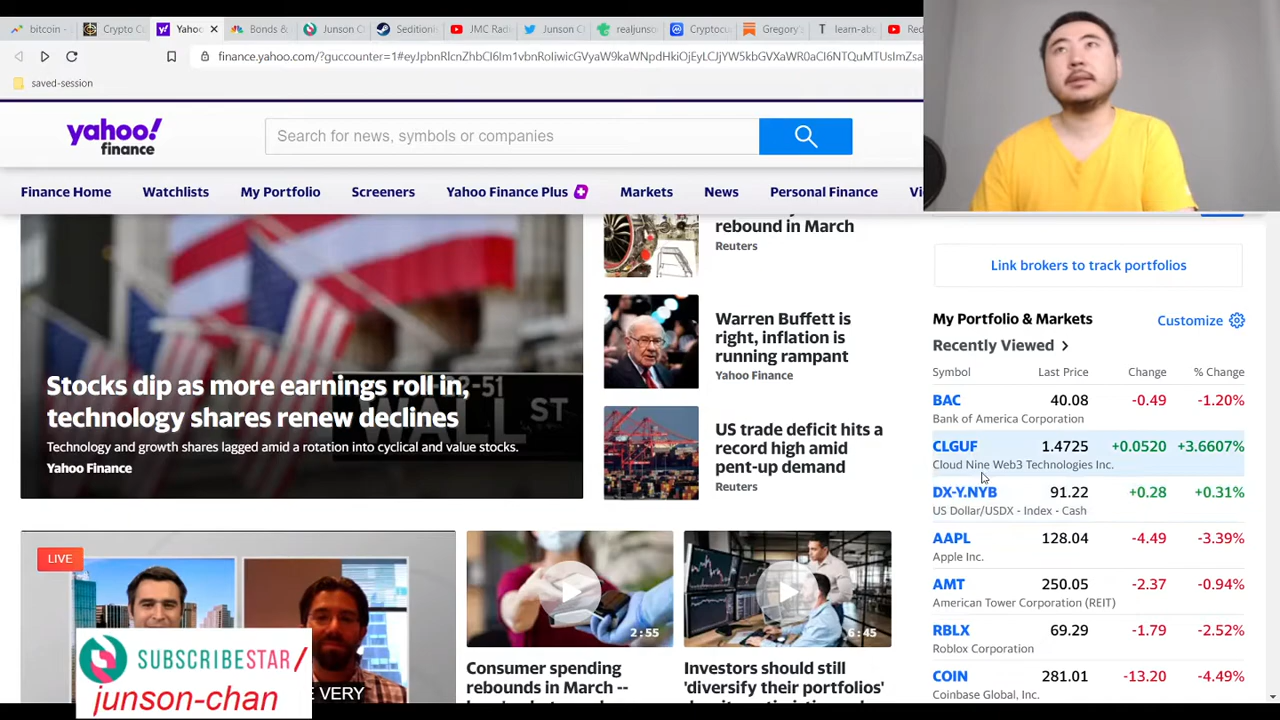 bitcoin -
Crypto Co
Yahoo
Bonds &
Junson C
Seditioni
JMC Radi
Junson C
realjunso
Cryptocu
Gregory's
learn-abo
Red
finance.yahoo.com/?guccounter=1#eyJpbnRlcnZhbCI6Im1vbnRoIiwicGVyaW9kaWNpdHkiOjEyLCJjYW5kbGVXaWR0aCI6NTQuMTUsImZsa
saved-session
yahoo!
finance
Search for news, symbols or companies
Finance Home
Watchlists
My Portfolio
Screeners
Yahoo Finance Plus
Markets
News
Personal Finance
Vi
rebound in March
Reuters
Warren Buffett is
right, inflation is
running rampant
Yahoo Finance
US trade deficit hits a
record high amid
pent-up demand
Reuters
WALL ST
Stocks dip as more earnings roll in,
technology shares renew declines
Technology and growth shares lagged amid a rotation into cyclical and value stocks.
Yahoo Finance
Link brokers to track portfolios
My Portfolio & Markets
Customize
Recently Viewed
Symbol Last Price Change % Change
BAC 40.08 -0.49 -1.20%
Bank of America Corporation
CLGUF 1.4725 +0.0520 +3.6607%
Cloud Nine Web3 Technologies Inc.
DX-Y.NYB 91.22 +0.28 +0.31%
US Dollar/USDX - Index - Cash
AAPL 128.04 -4.49 -3.39%
Apple Inc.
AMT 250.05 -2.37 -0.94%
American Tower Corporation (REIT)
RBLX 69.29 -1.79 -2.52%
Roblox Corporation
COIN 281.01 -13.20 -4.49%
Coinbase Global, Inc.
LIVE
E VERY
2:55
6:45
Consumer spending
rebounds in March --
Investors should still
'diversify their portfolios'
SUBSCRIBESTAR/
junson-chan